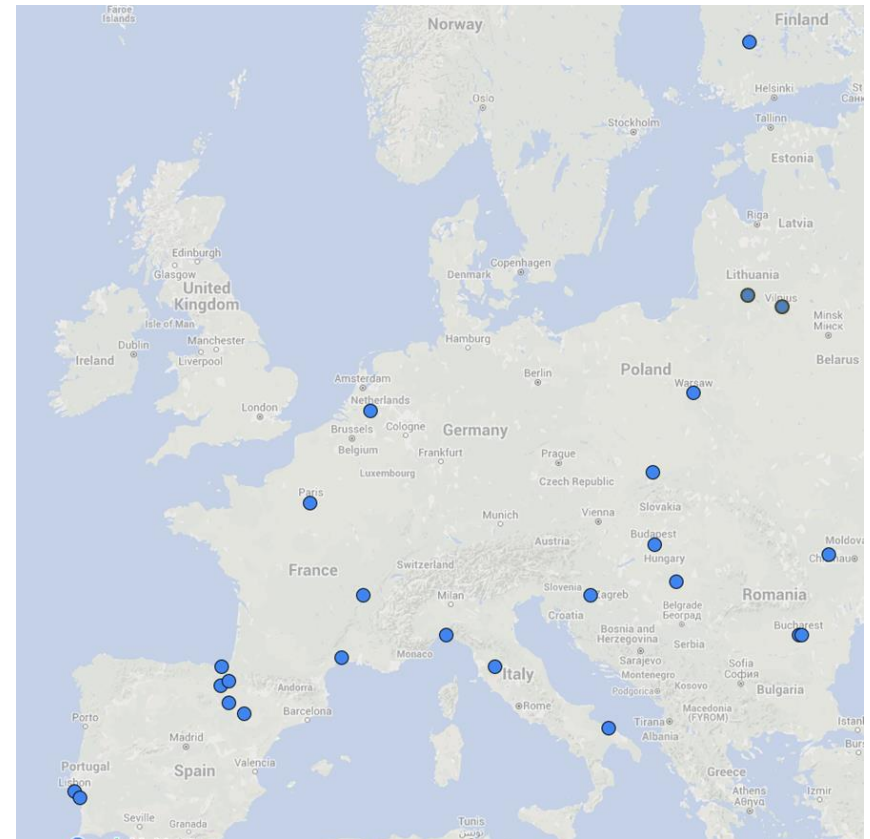 Faroe
Islands
Norway
Finland
Oslo
Helsinki
Stockholm
Tallinn
Estonia
Riga
Latvia
Edinburgh
Glasgow
United
Kingdom
Copenhagen
Denmark
Lithuania
Vilnius
Minsk
Мінск
Isle of Man
Dublin
Manchester
Ireland
Liverpool
Hamburg
Belarus
Amsterdam
Netherlands
Berlin
Poland
Warsaw
London
Brussels
Cologne
Germany
Belgium
Frankfurt
Prague
Luxembourg
Czech Republic
Paris
Munich
Vienna
Slovakia
Austria
Budapest
Hungary
France
Switzerland
Slovenia
Zagreb
Milan
Croatia
Belgrade
Београд
Romania
Bucharest
Monaco
Bosnia and
Herzegovina
Serbia
Sarajevo
Montenegro
Podgorica
Kosovo
Sofia
София
Bulgaria
Italy
Andorra
Barcelona
Rome
Macedonia
(FYROM)
Tirana
Albania
Porto
Madrid
Portugal
Lisbon
Spain
Valencia
Greece
Athens
Αθήνα
Izmir
Seville
Granada
Tunis
تونس